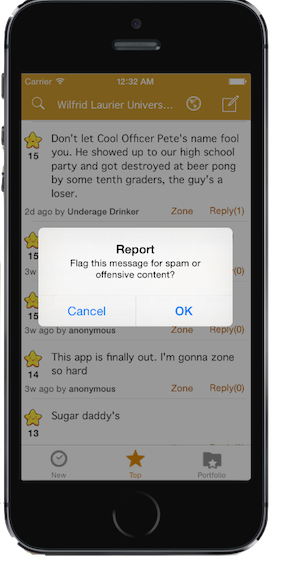 Carrier 12:32 AM
Wilfrid Laurier Univers...
Don't let Cool Officer Pete's name fool
you. He showed up to our high school
party and got destroyed at beer pong
by some tenth graders, the guy's a
loser.
15
2d ago by Underage Drinker Zone Reply(1)
15
3w
Report
Flag this message for spam or
offensive content?
Cancel OK
15
3w ago by anonymous Zone Reply(0)
This app is finally out. I'm gonna zone
so hard
14
3w ago by anonymous Zone Reply(0)
Sugar daddy's
13
New Top Portfolio